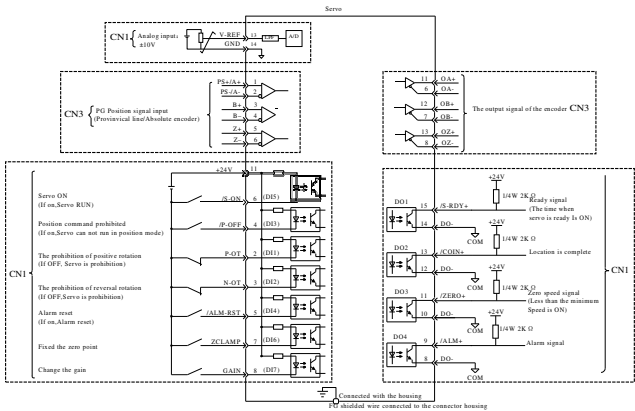 Servo
CN1
Analog input:
±10V
V-REF 13
GND 14
LPF
A/D
CN3
PG Position signal input
(Provinvical line/Absolute encoder)
PS+/A+ 1
PS-/A- 2
B+ 3
B- 4
Z+ 5
Z- 6
11 OA+
6 OA-
12 OB+
7 OB-
13 OZ+
8 OZ-
The output signal of the encoder CN3
CN1
+24V 11
Servo ON
(If on,Servo RUN)
/S-ON 6 (DI5)
Position command prohibited
(If on,Servo can not run in position mode)
/P-OFF 4 (DI3)
The prohibition of positive rotation
(If OFF, Servo is prohibition)
P-OT 2 (DI1)
The prohibition of reversal rotation
(If OFF,Servo is prohibition)
N-OT 3 (DI2)
Alarm reset
(If on,Alarm reset)
/ALM-RST 5 (DI4)
Fixed the zero point
ZCLAMP 7 (DI6)
Change the gain
GAIN 8 (DI7)
+24V
1/4W 2K Ω
DO1
15 /S-RDY+
Ready signal
(The time when
servo is ready Is ON)
14 DO-
COM
+24V
1/4W 2K Ω
DO2
13 /COIN+
Location is complete
12 DO-
COM
+24V
1/4W 2K Ω
DO3
11 /ZERO+
Zero speed signal
(Less than the minimum
Speed is ON)
10 DO-
COM
+24V
1/4W 2K Ω
DO4
9 /ALM+
Alarm signal
8 DO-
COM
CN1
Connected with the housing
FG shielded wire connected to the connector housing